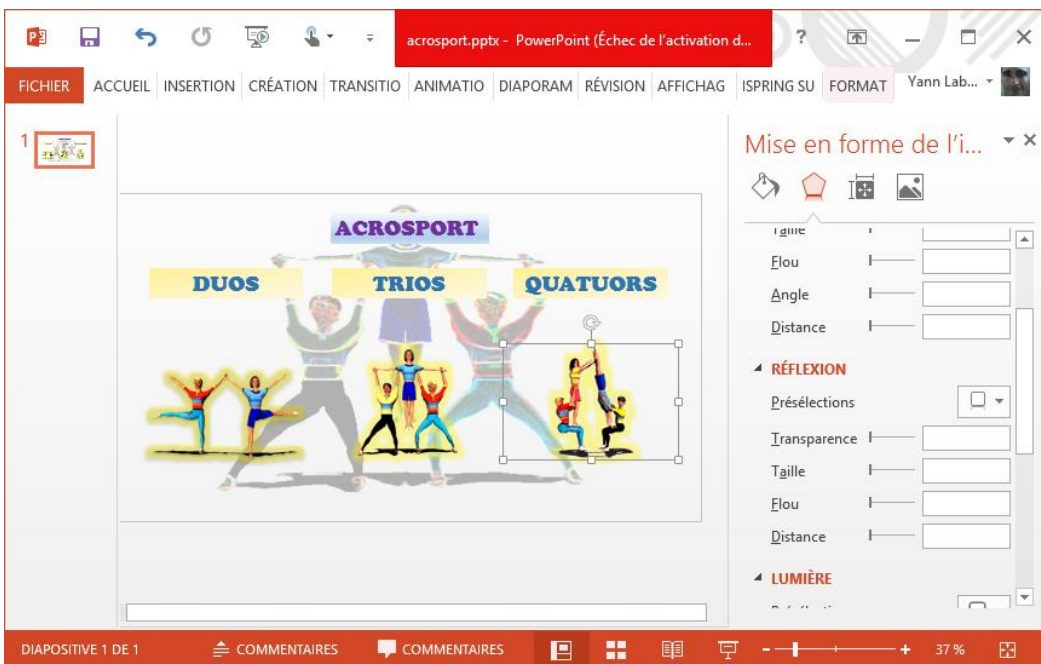 acrosport.pptx - PowerPoint (Échec de l'activation d...
?
FICHIER ACCUEIL INSERTION CRÉATION TRANSITIO ANIMATIO DIAPORAM RÉVISION AFFICHAG ISPRING SU FORMAT Yann Lab...
1
Mise en forme de l'i...
ACROSPORT
DUOS TRIOS QUATUORS
Taille
Flou
Angle
Distance
RÉFLEXION
Présélections
Transparence
Taille
Flou
Distance
LUMIÈRE
DIAPOSITIVE 1 DE 1 COMMENTAIRES COMMENTAIRES 37 %